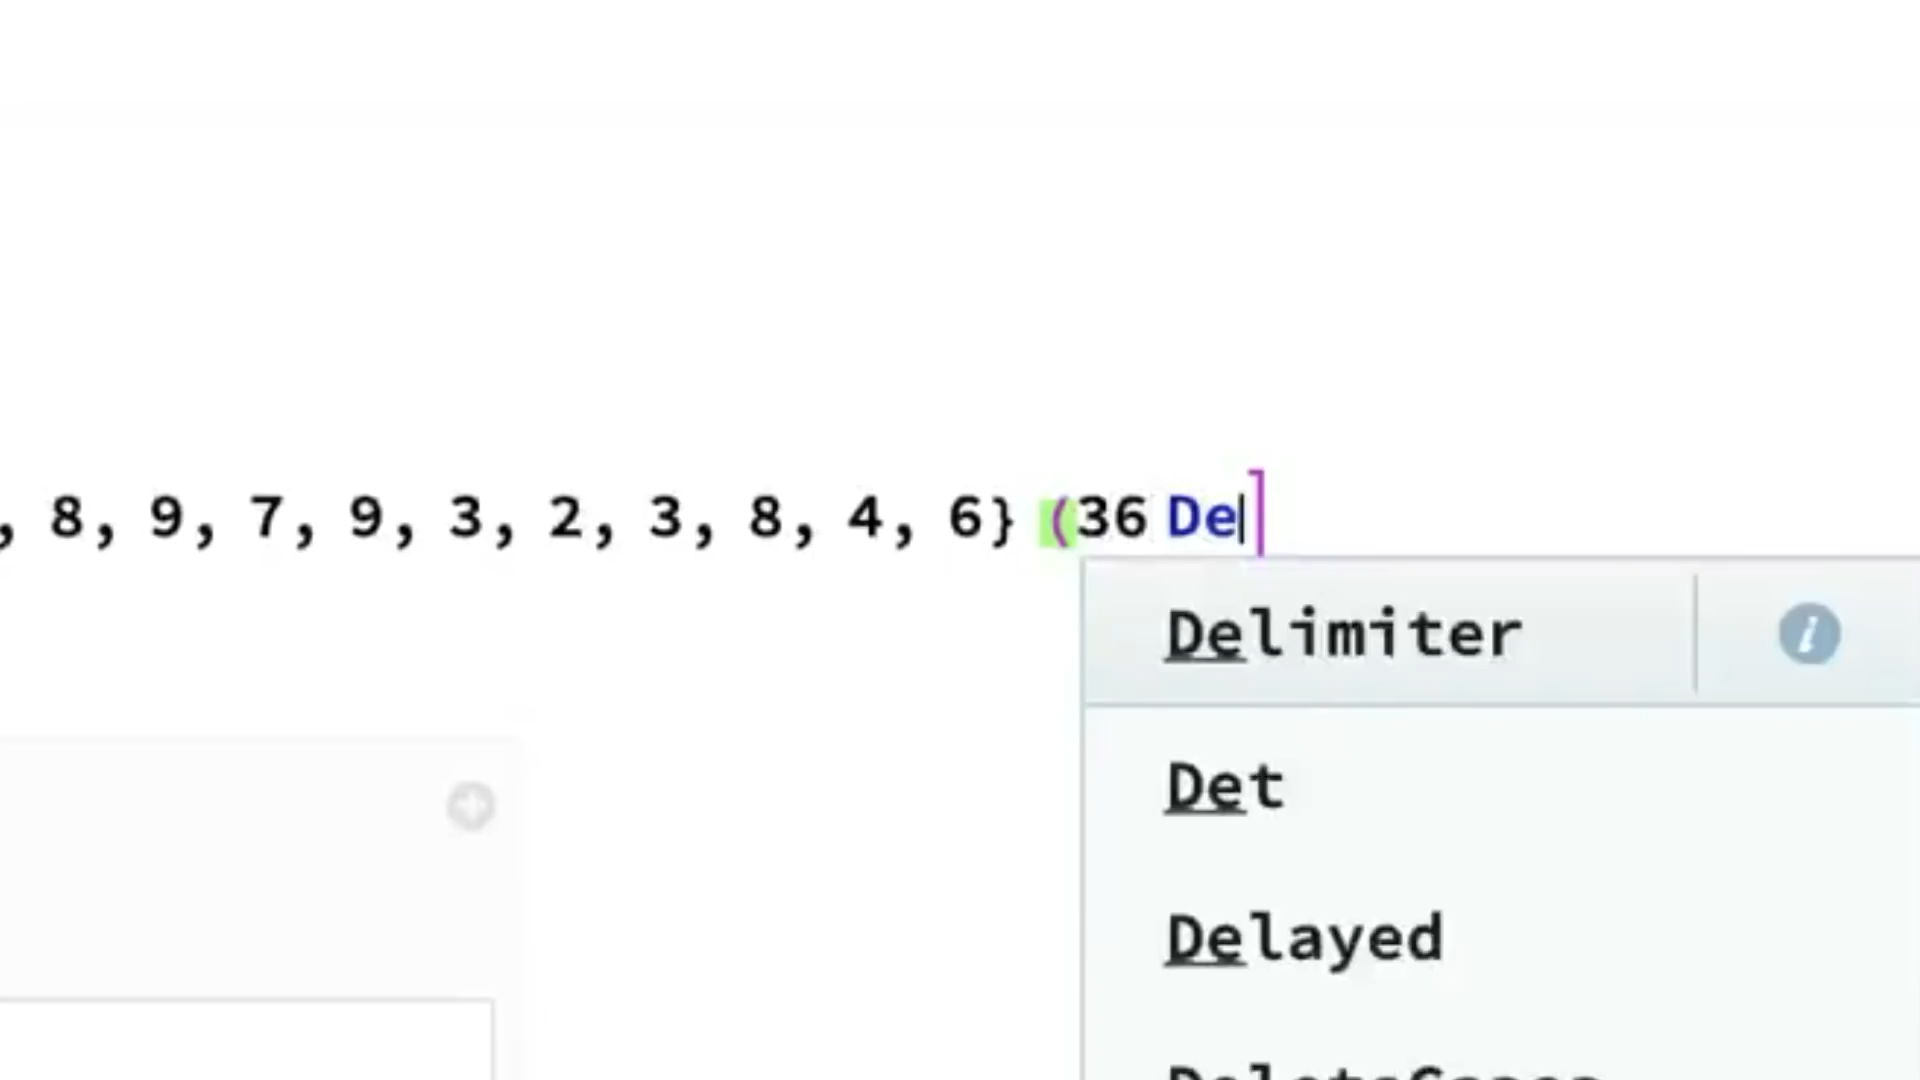 , 8, 9, 7, 9, 3, 2, 3, 8, 4, 6} (36 De]
Delimiter
Det
Delayed